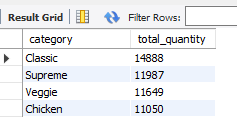 Result Grid Filter Rows:
category total_quantity
Classic 14888
Supreme 11987
Veggie 11649
Chicken 11050